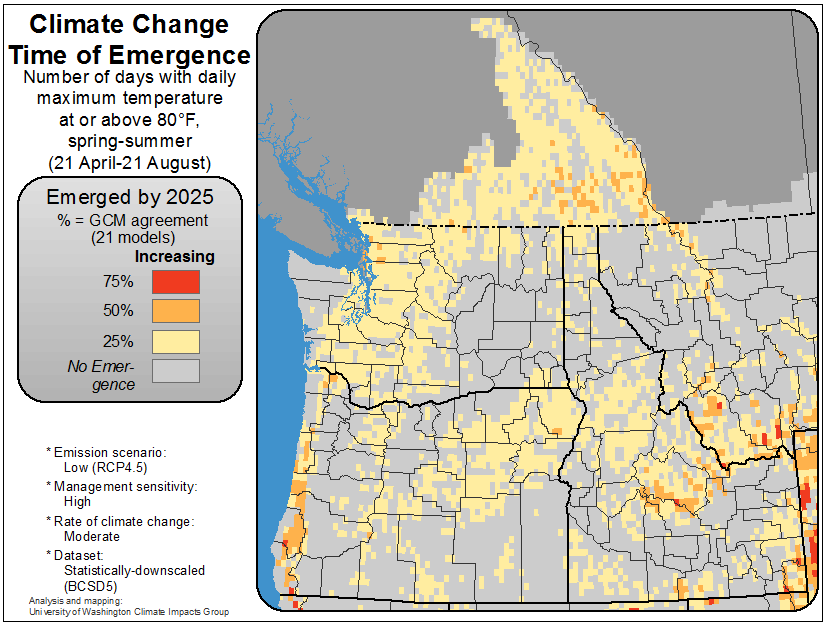 Climate Change
Time of Emergence
Number of days with daily
maximum temperature
at or above 80°F,
spring-summer
(21 April-21 August)
Emerged by 2025
% = GCM agreement
(21 models)
Increasing
75%
50%
25%
No Emer-
gence
* Emission scenario:
Low (RCP4.5)
* Management sensitivity:
High
* Rate of climate change:
Moderate
* Dataset:
Statistically-downscaled
(BCSD5)
Analysis and mapping:
University of Washington Climate Impacts Group